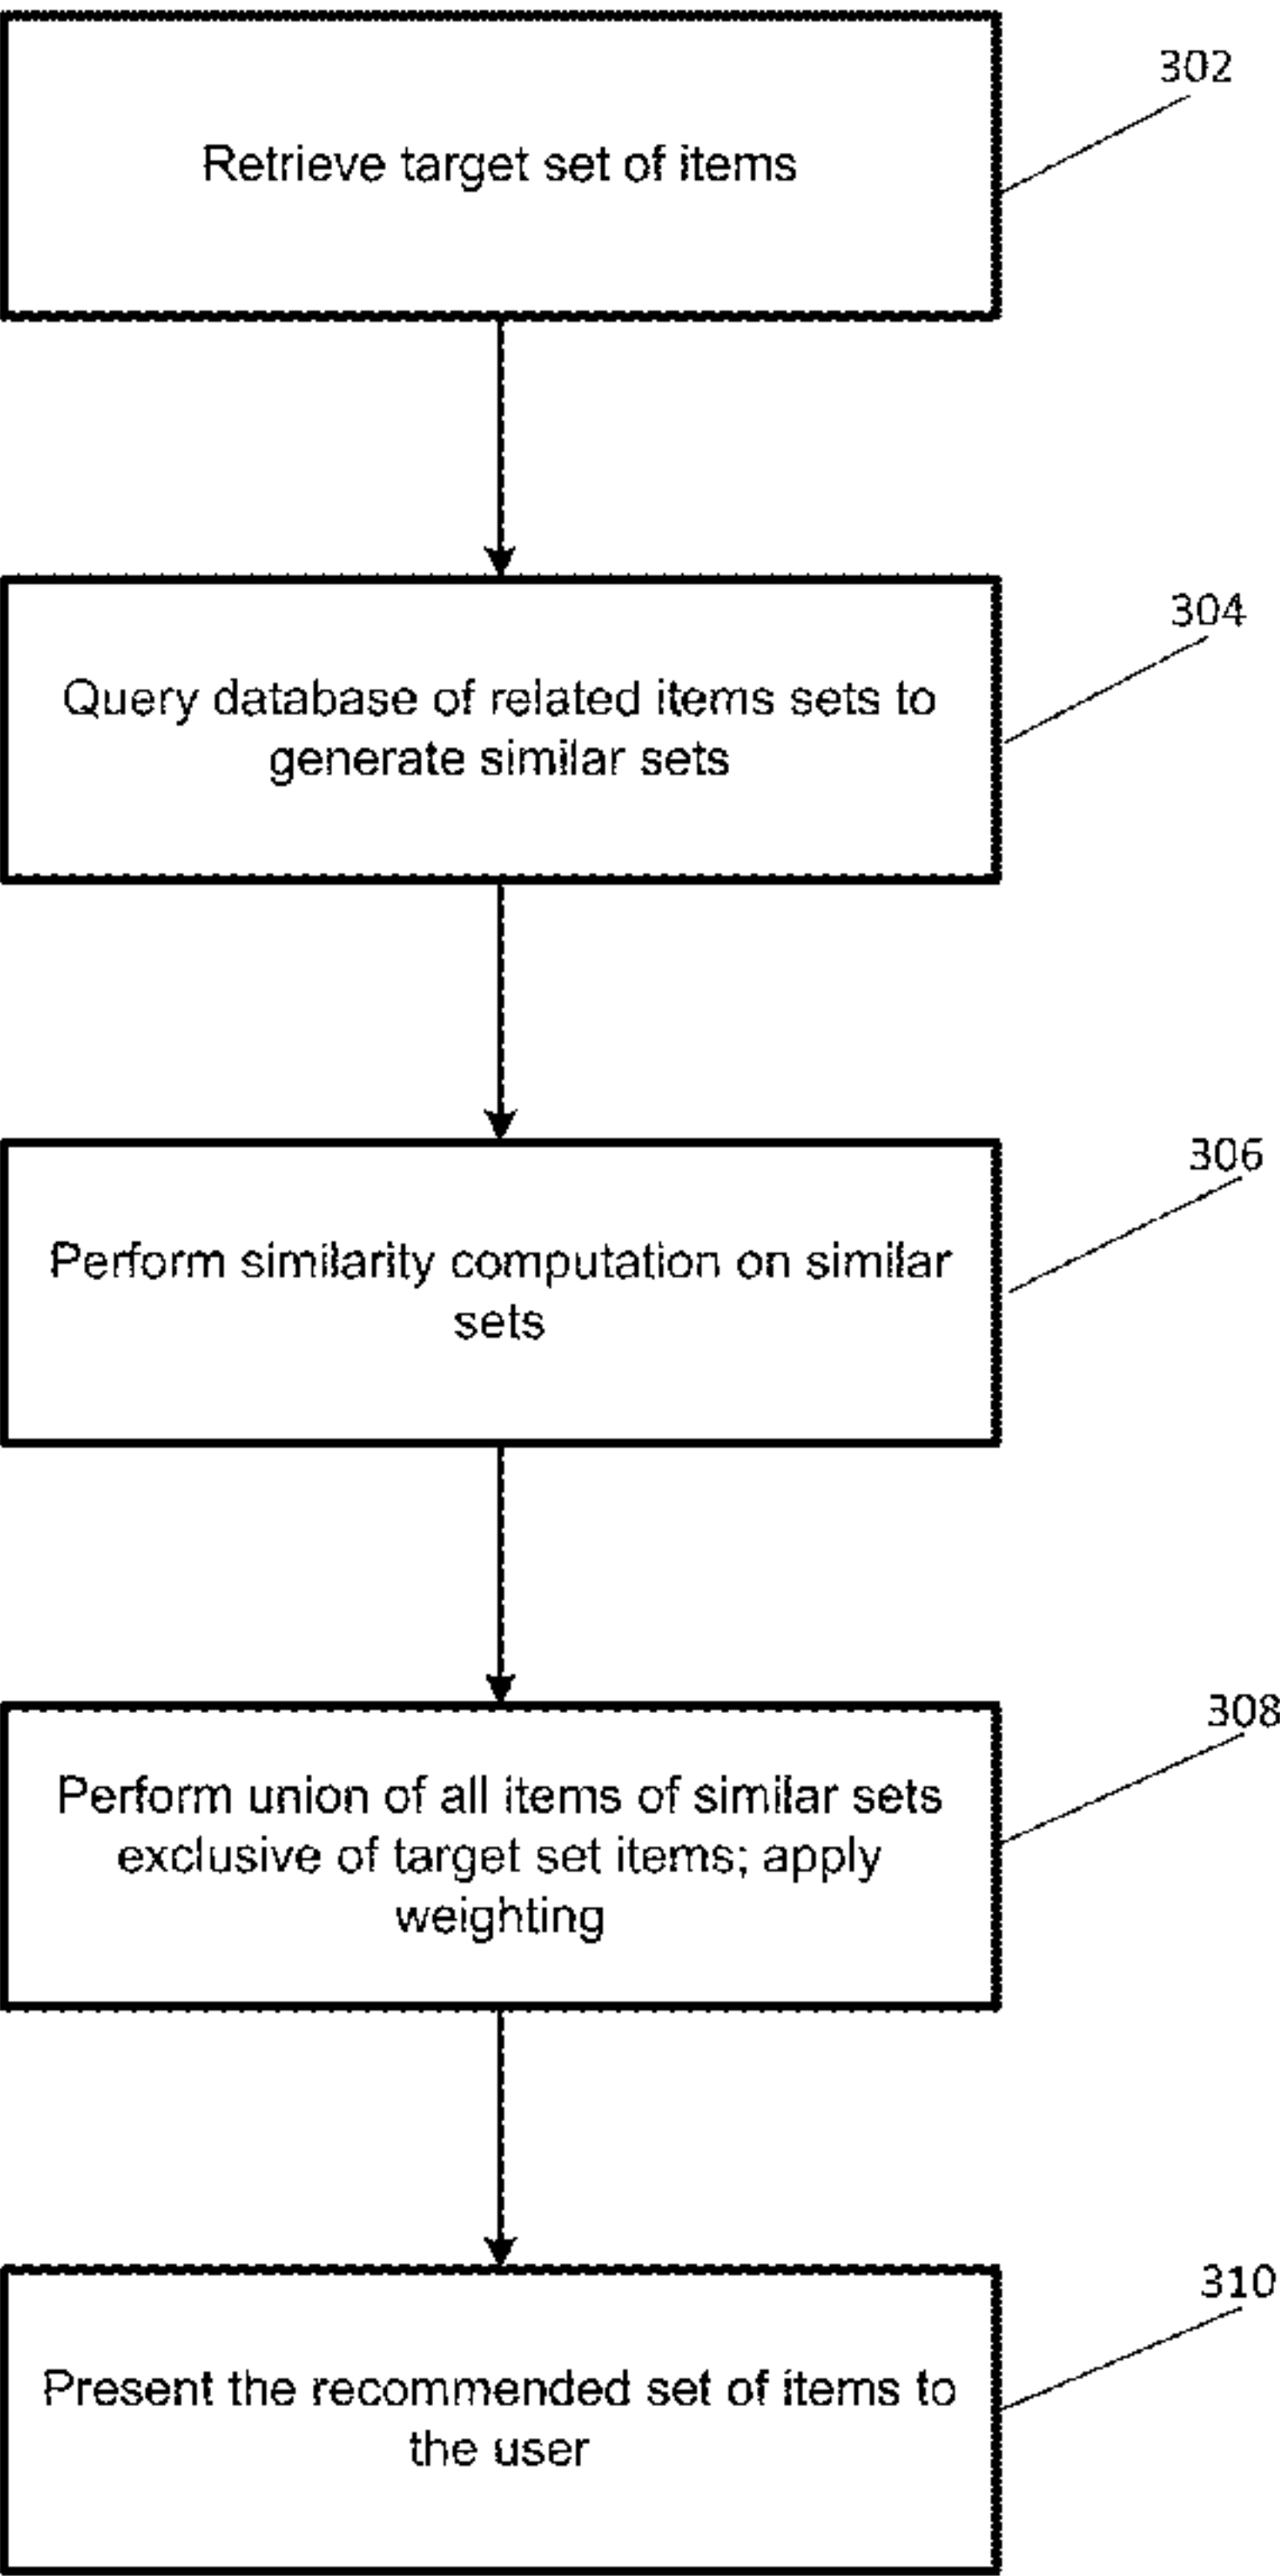 302
Retrieve target set of items
304
Query database of related items sets to
generate similar sets
306
Perform similarity computation on similar
sets
308
Perform union of all items of similar sets
exclusive of target set items; apply
weighting
310
Present the recommended set of items to
the user